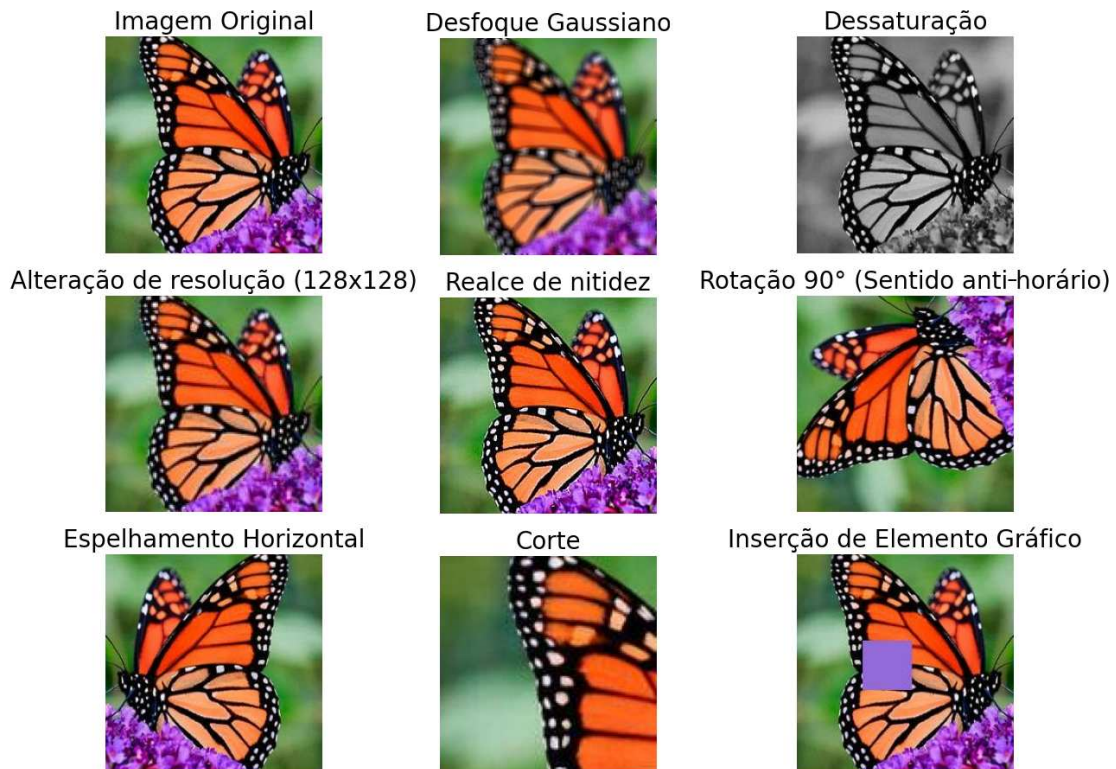 Imagem Original
Desfoque Gaussiano
Dessaturação
Alteração de resolução (128x128)
Realce de nitidez
Rotação 90° (Sentido anti-horário)
Espelhamento Horizontal
Corte
Inserção de Elemento Gráfico